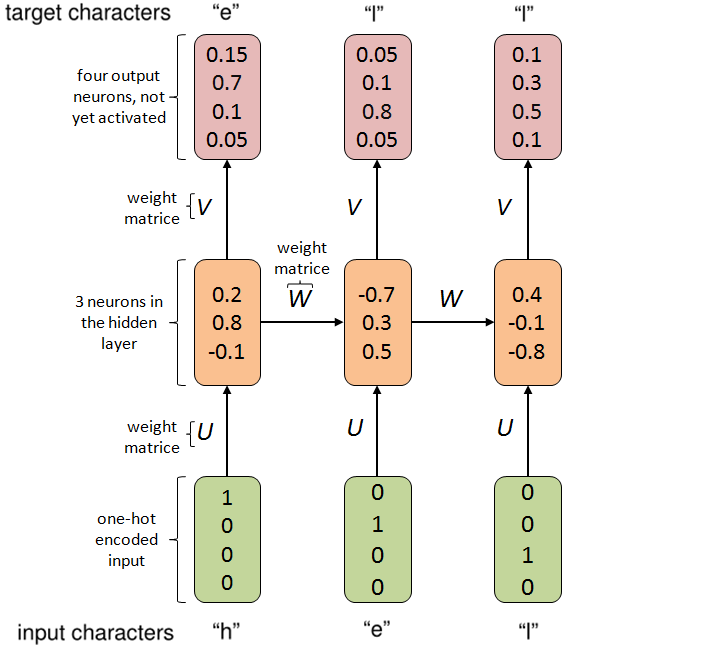 target characters “e” “l” “l”
four output
neurons, not
yet activated
0.15
0.7
0.1
0.05
0.05
0.1
0.8
0.05
0.1
0.3
0.5
0.1
weight
matrice
V
V
V
weight
matrice
W
W
3 neurons in
the hidden
layer
0.2
0.8
-0.1
-0.7
0.3
0.5
0.4
-0.1
-0.8
weight
matrice
U
U
U
one-hot
encoded
input
1
0
0
0
0
1
0
0
0
0
1
0
input characters “h” “e” “l”